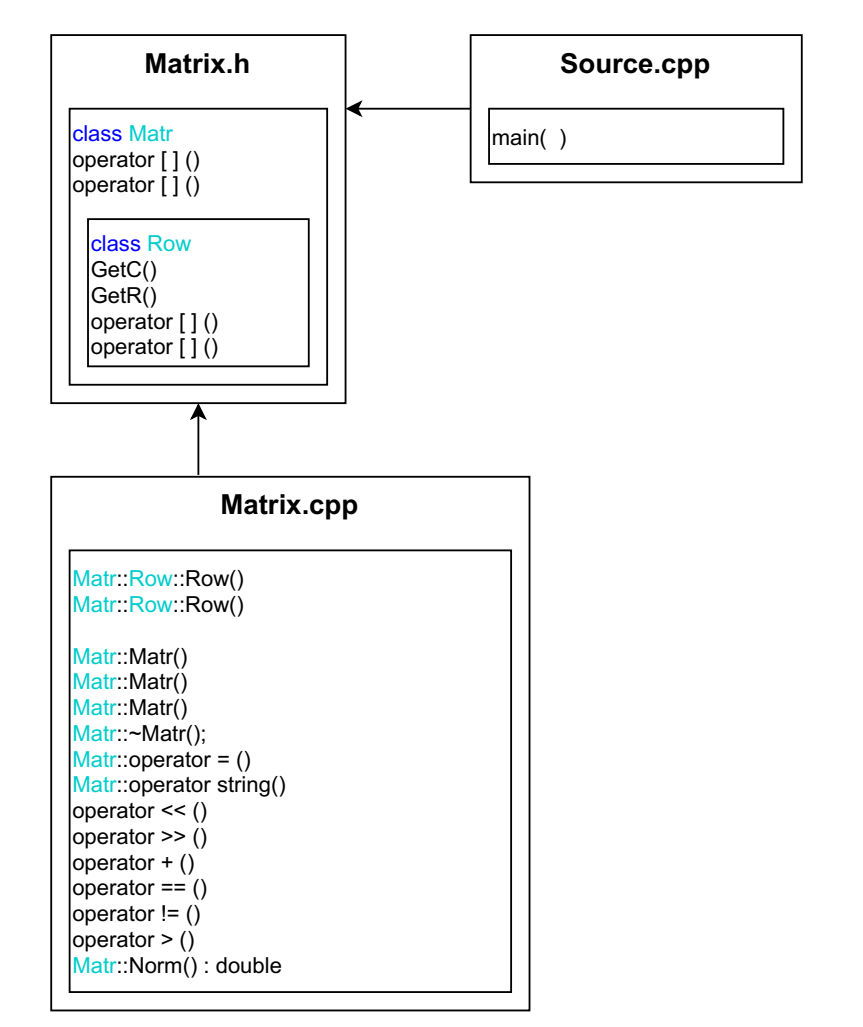 Matrix.h
class Matr
operator [ ] ()
operator [ ] ()
class Row
GetC()
GetR()
operator [ ] ()
operator [ ] ()
Source.cpp
main(  )
Matrix.cpp
Matr::Row::Row()
Matr::Row::Row()
Matr::Matr()
Matr::Matr()
Matr::Matr()
Matr::~Matr();
Matr::operator = ()
Matr::operator string()
operator << ()
operator >> ()
operator + ()
operator == ()
operator != ()
operator > ()
Matr::Norm() : double